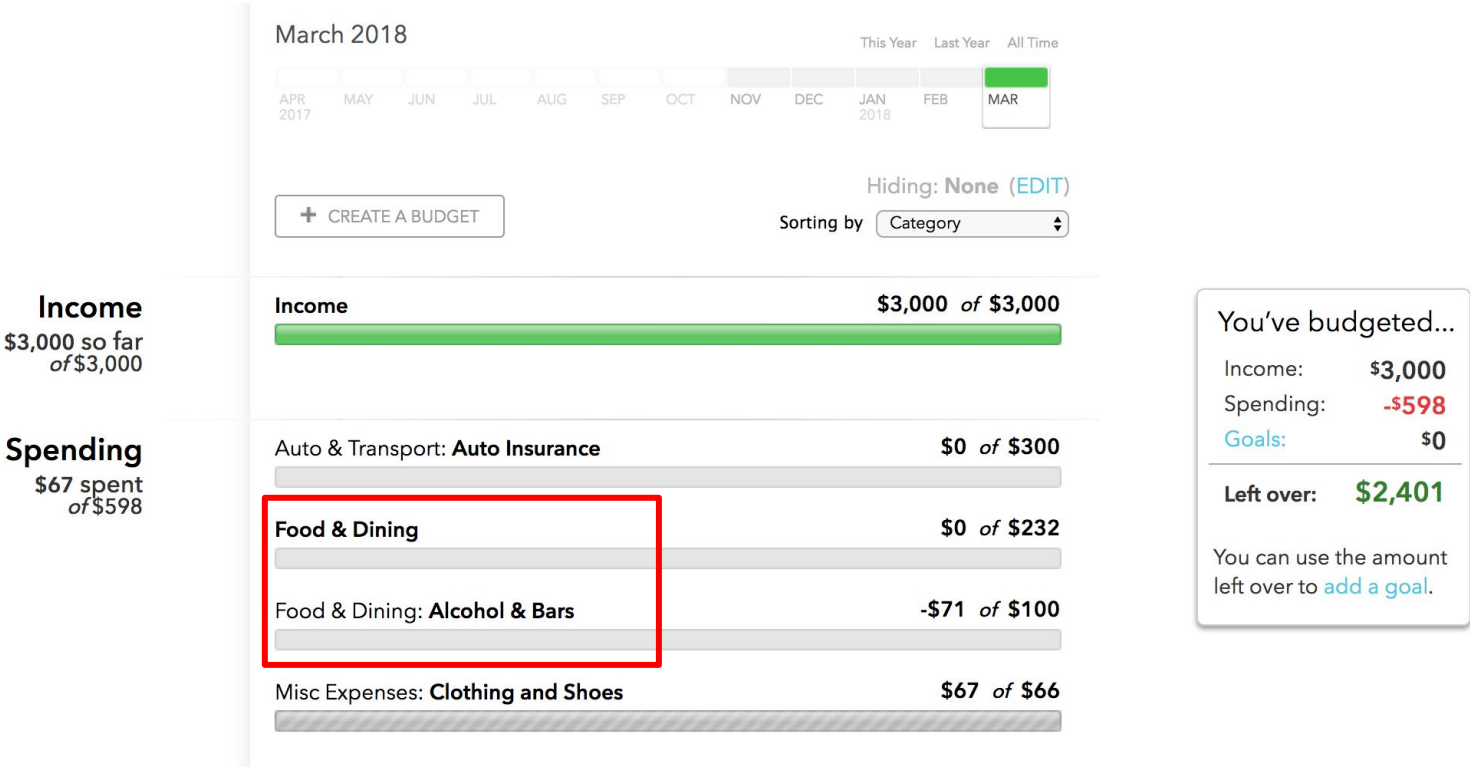 March 2018
This Year Last Year All Time
APR MAY JUN JUL AUG SEP OCT NOV DEC JAN FEB MAR
2017 2018
Hiding: None (EDIT)
+ CREATE A BUDGET
Sorting by Category
Income
$3,000 so far
of $3,000
Income $3,000 of $3,000
Spending
$67 spent
of $598
Auto & Transport: Auto Insurance $0 of $300
Food & Dining $0 of $232
Food & Dining: Alcohol & Bars -$71 of $100
Misc Expenses: Clothing and Shoes $67 of $66
You've budgeted...
Income: $3,000
Spending: -$598
Goals: $0
Left over: $2,401
You can use the amount
left over to add a goal.